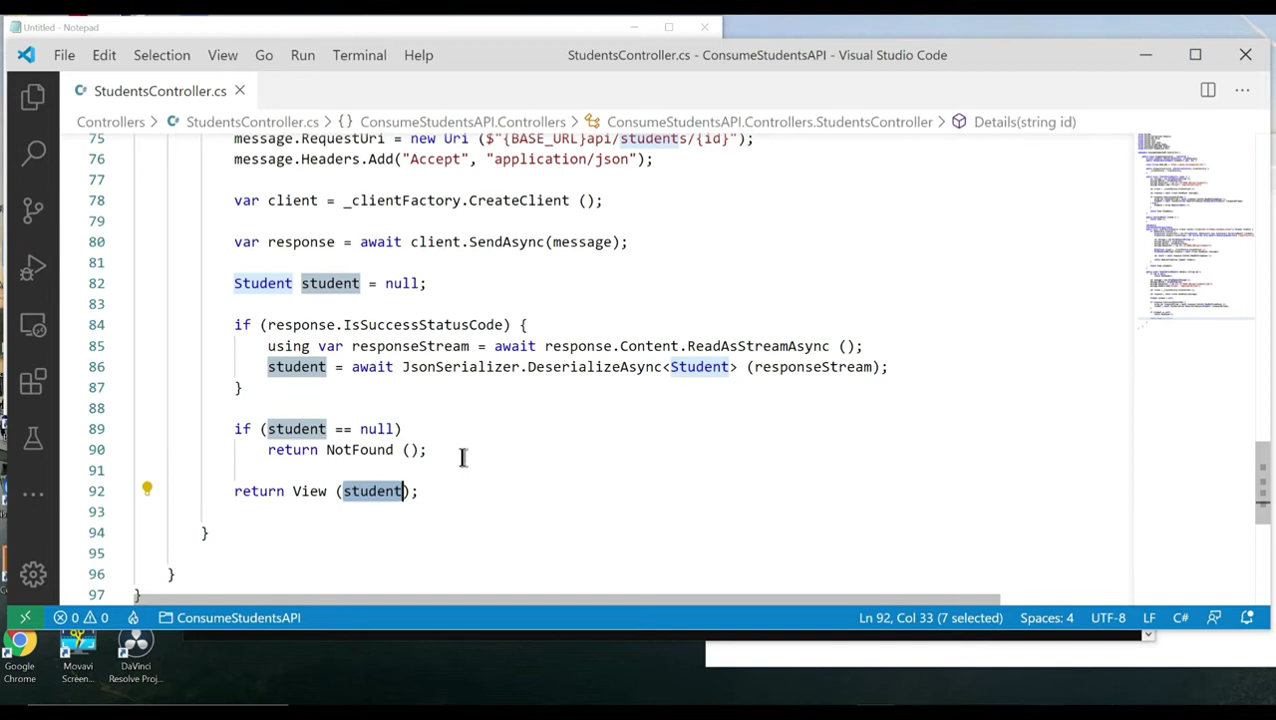 Untitled - Notepad
File Edit Selection View Go Run Terminal Help StudentsController.cs - ConsumeStudentsAPI - Visual Studio Code
StudentsController.cs
Controllers > StudentsController.cs > {} ConsumeStudentsAPI.Controllers > ConsumeStudentsAPI.Controllers.StudentsController > Details(string id)
75 message.RequestUri = new Uri ($"{BASE_URL}api/students/{id}");
76 message.Headers.Add("Accept", "application/json");
77
78 var client = _clientFactory.CreateClient ();
79
80 var response = await client.SendAsync(message);
81
82 Student student = null;
83
84 if (response.IsSuccessStatusCode) {
85 using var responseStream = await response.Content.ReadAsStreamAsync ();
86 student = await JsonSerializer.DeserializeAsync<Student> (responseStream);
87 }
88
89 if (student == null)
90 return NotFound ();
91
92 return View (student);
93
94 }
95
96 }
97 }
0 0 ConsumeStudentsAPI Ln 92, Col 33 (7 selected) Spaces: 4 UTF-8 LF C#
Google Chrome
Movavi Screen...
DaVinci Resolve Proj...